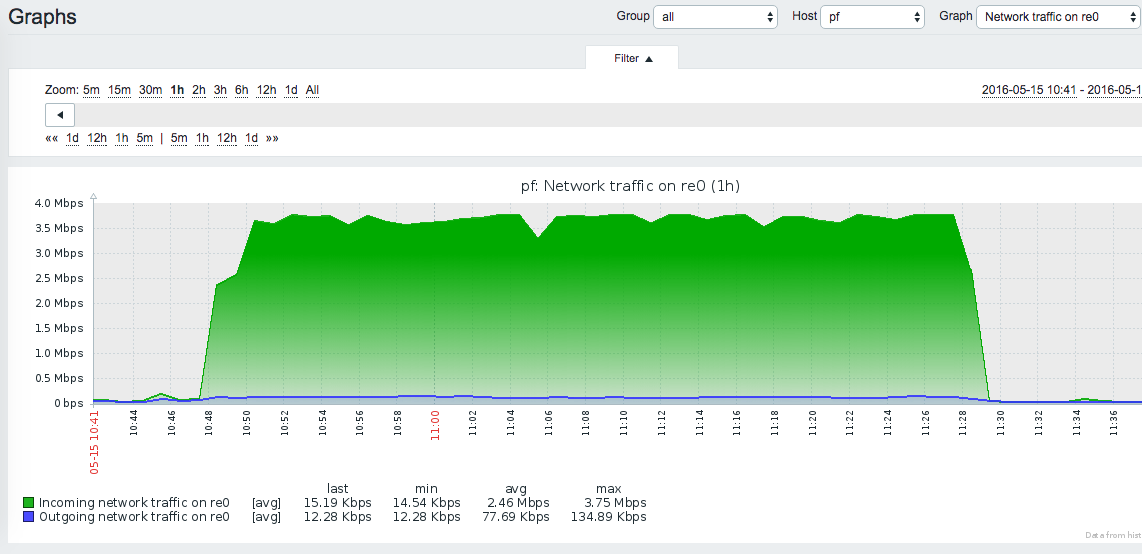 Graphs
Group all Host pf Graph Network traffic on re0
Filter ▲
Zoom: 5m 15m 30m 1h 2h 3h 6h 12h 1d All
2016-05-15 10:41 - 2016-05-1
◄
«« 1d 12h 1h 5m | 5m 1h 12h 1d »»
pf: Network traffic on re0 (1h)
4.0 Mbps
3.5 Mbps
3.0 Mbps
2.5 Mbps
2.0 Mbps
1.5 Mbps
1.0 Mbps
0.5 Mbps
0 bps
05-15 10:41 10:44 10:46 10:48 10:50 10:52 10:54 10:56 10:58 11:00 11:02 11:04 11:06 11:08 11:10 11:12 11:14 11:16 11:18 11:20 11:22 11:24 11:26 11:28 11:30 11:32 11:34 11:36
last min avg max
Incoming network traffic on re0 [avg] 15.19 Kbps 14.54 Kbps 2.46 Mbps 3.75 Mbps
Outgoing network traffic on re0 [avg] 12.28 Kbps 12.28 Kbps 77.69 Kbps 134.89 Kbps
Data from hist